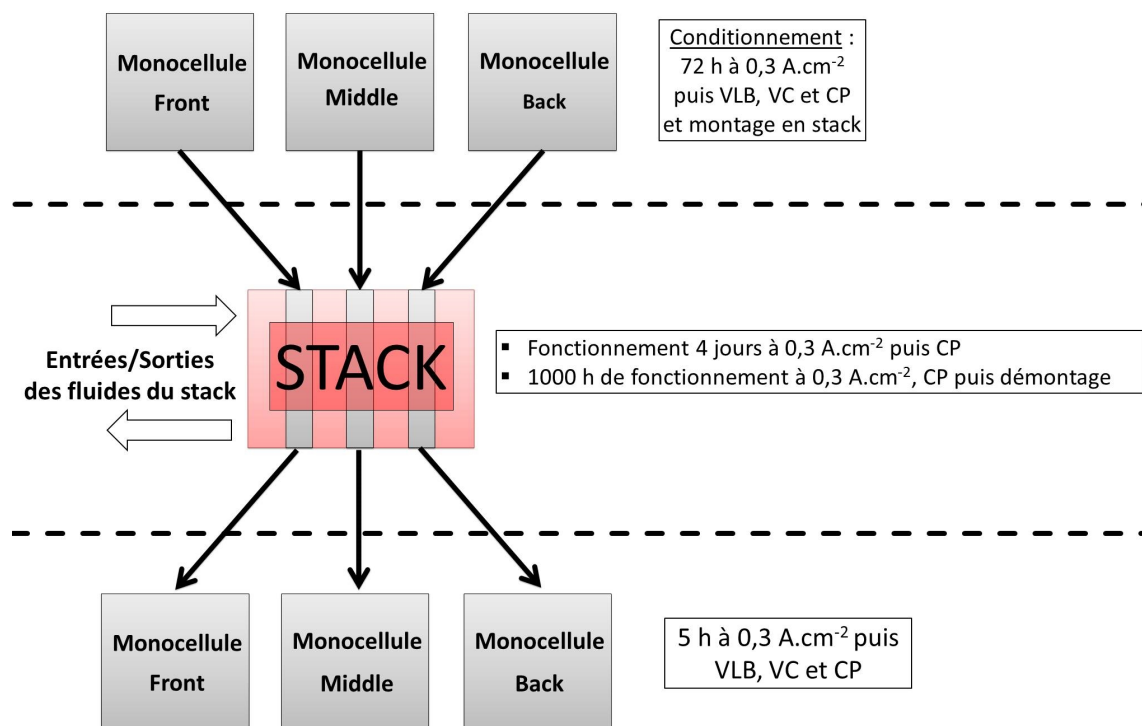 Monocellule
Front
Monocellule
Middle
Monocellule
Back
Conditionnement :
72 h à 0,3 A.cm⁻²
puis VLB, VC et CP
et montage en stack
Entrées/Sorties
des fluides du stack
STACK
▪ Fonctionnement 4 jours à 0,3 A.cm⁻² puis CP
▪ 1000 h de fonctionnement à 0,3 A.cm⁻², CP puis démontage
Monocellule
Front
Monocellule
Middle
Monocellule
Back
5 h à 0,3 A.cm⁻² puis
VLB, VC et CP